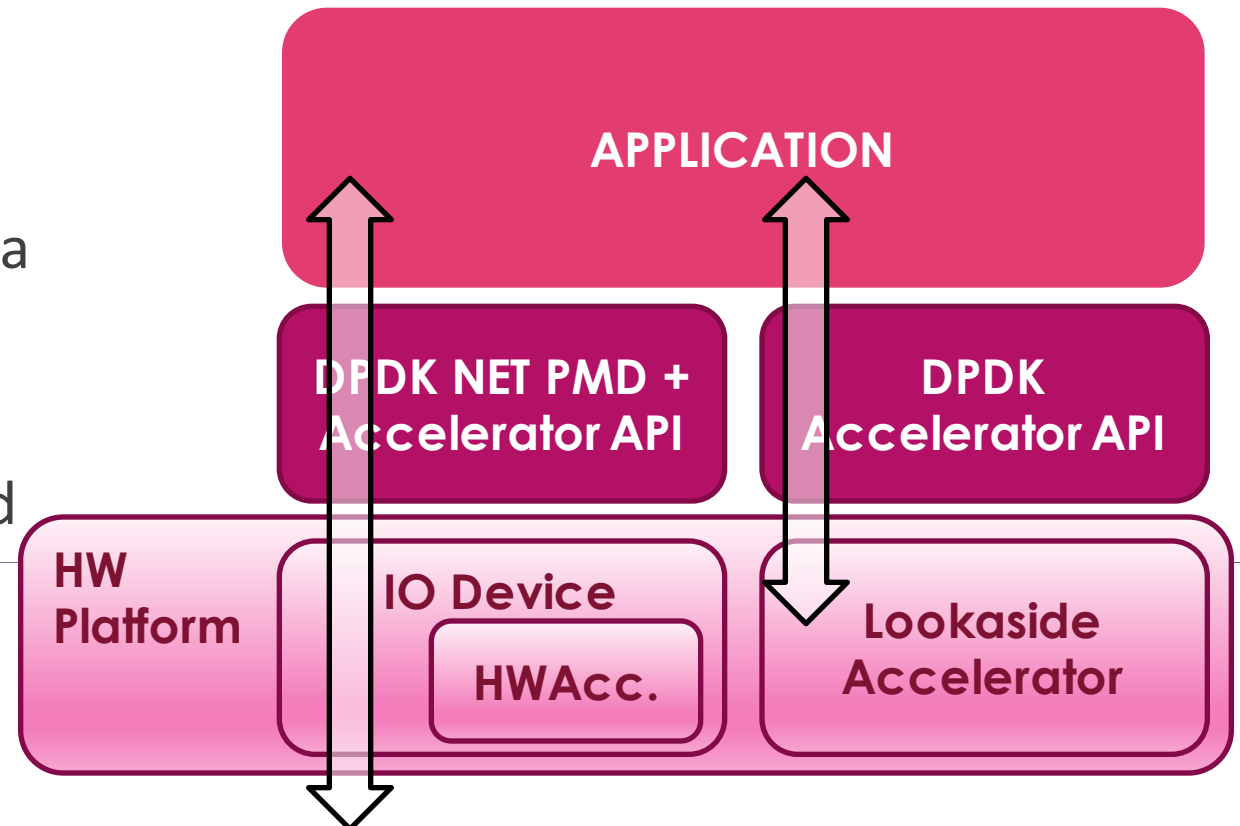 APPLICATION
a
DPDK NET PMD +
Accelerator API
DPDK
Accelerator API
d
HW
Platform
IO Device
HWAcc.
Lookaside
Accelerator